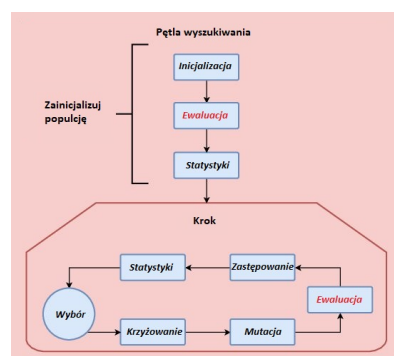 Pętla wyszukiwania
Inicjalizacja
Zainicjalizuj
populcję
Ewaluacja
Statystyki
Krok
Statystyki
Zastępowanie
Ewaluacja
Wybór
Krzyżowanie
Mutacja